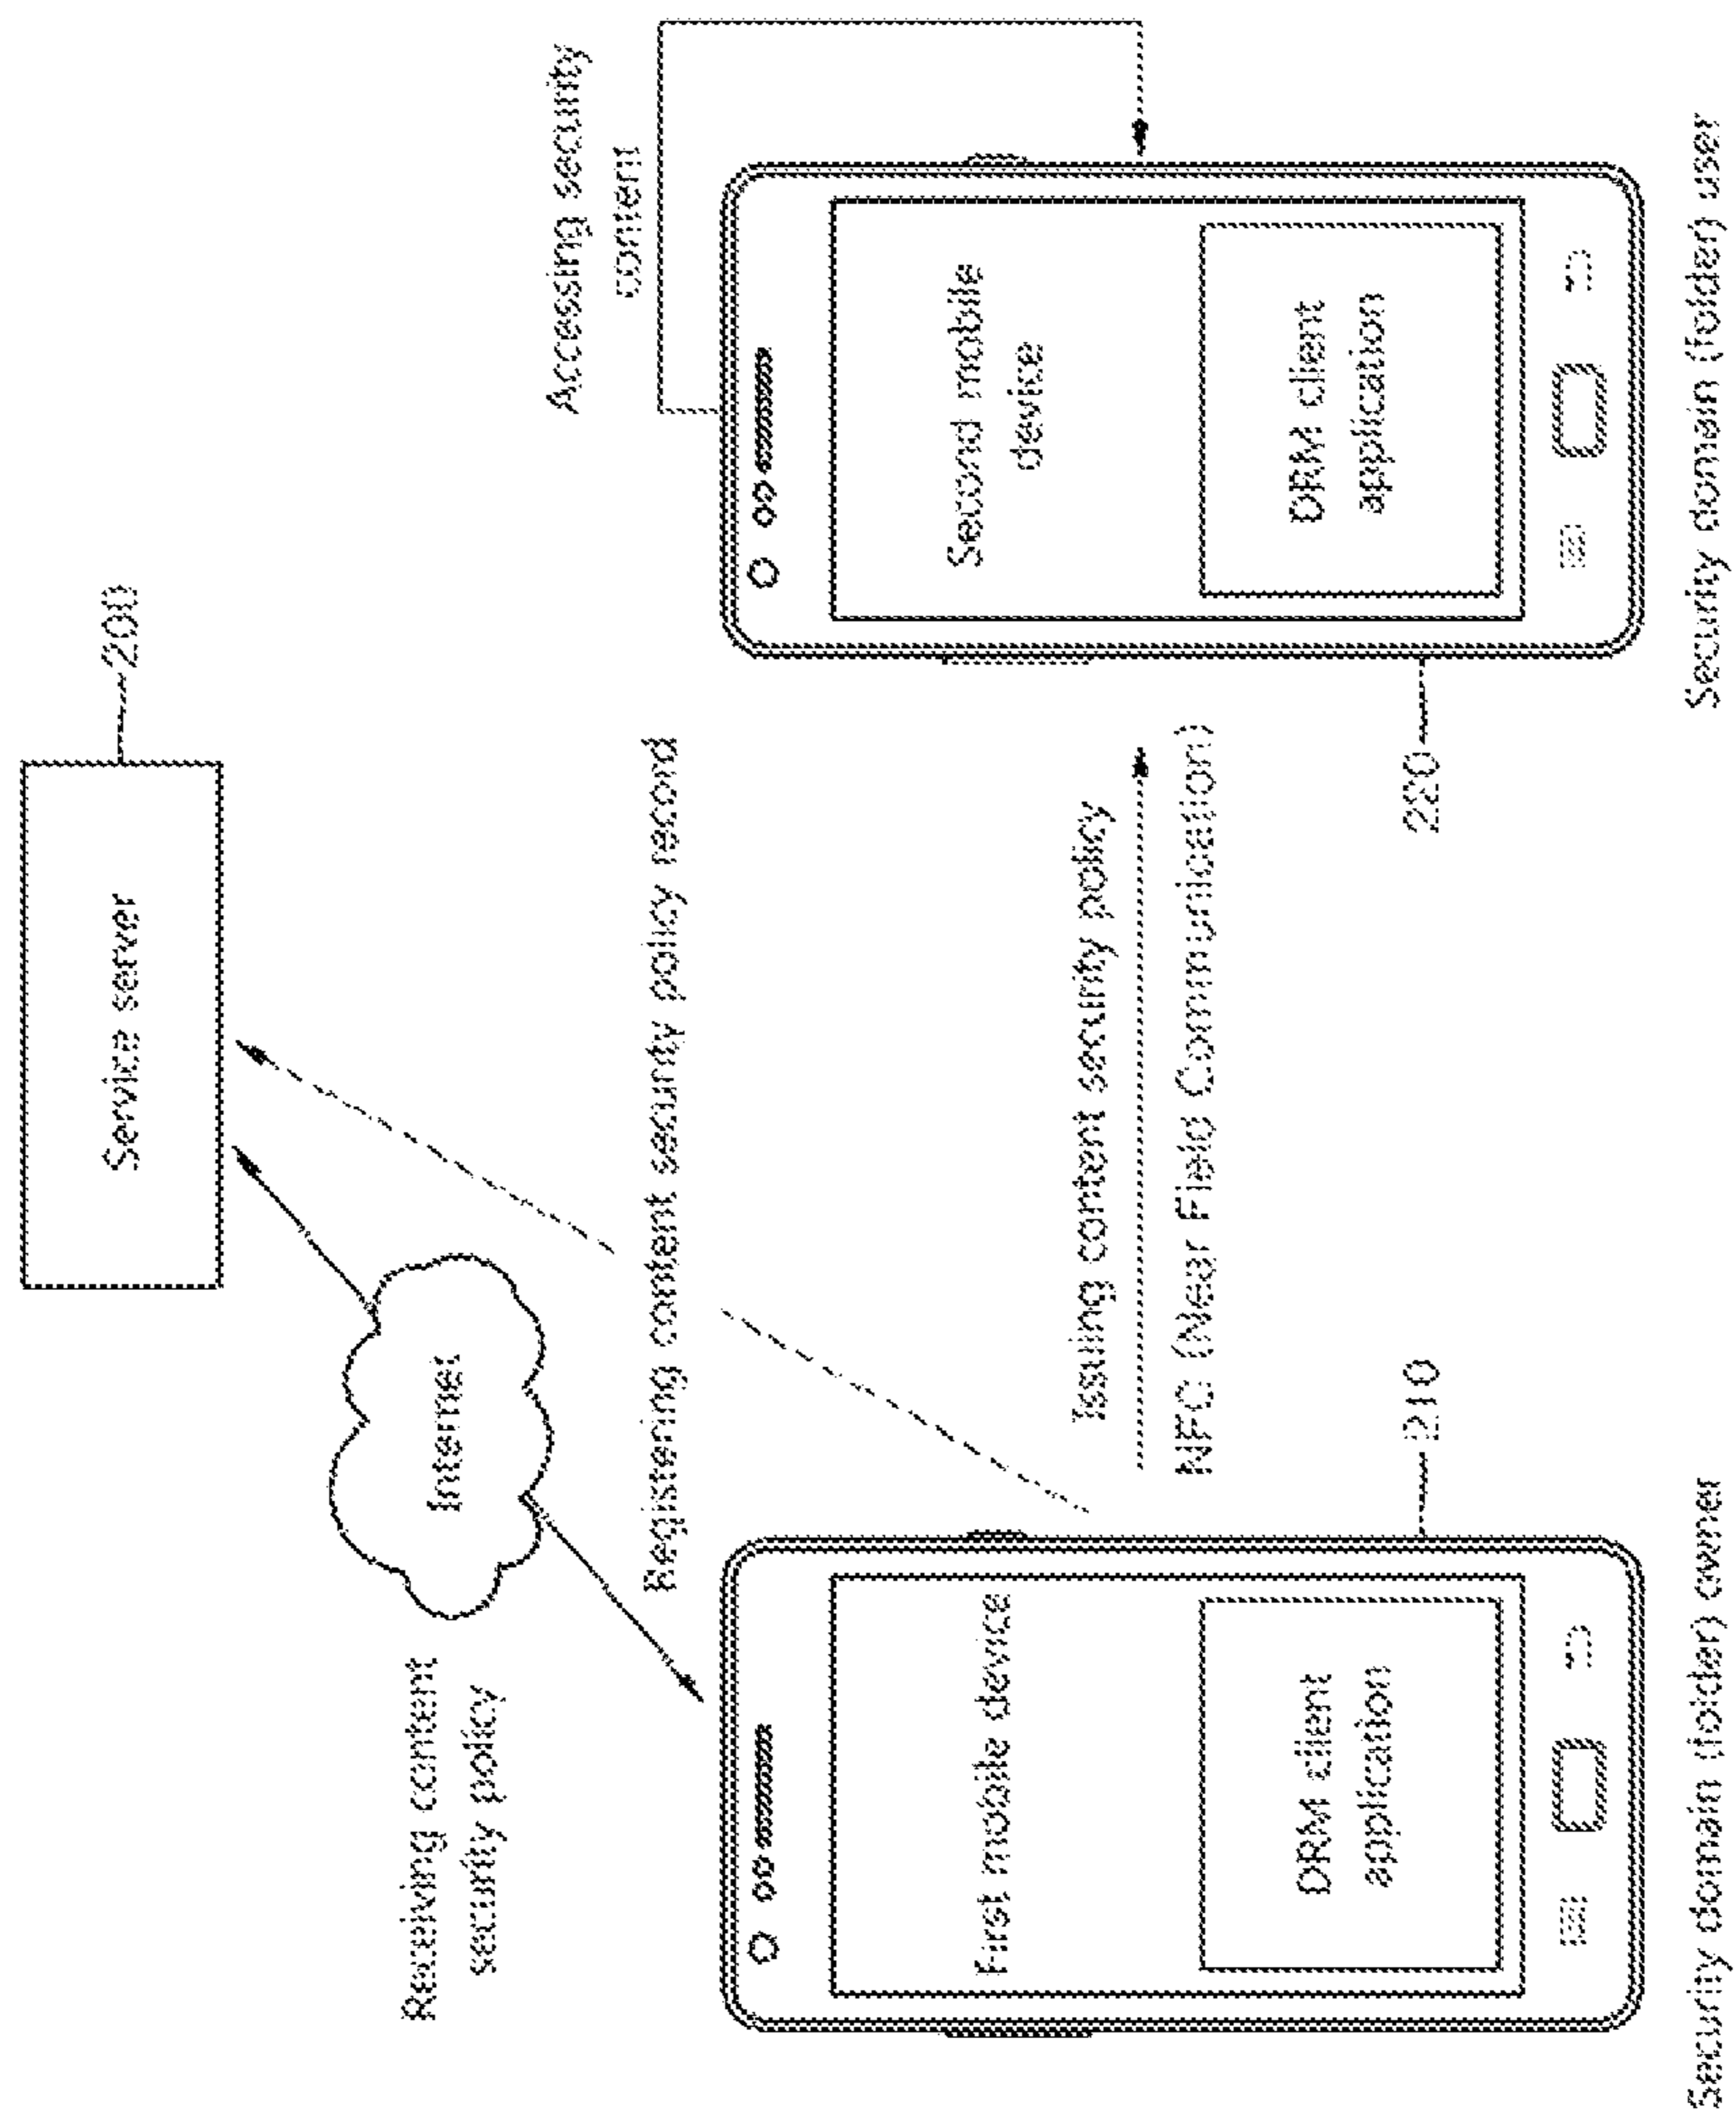 Service server
200
Internet
Receiving content
security policy
Registering content security policy record
Accessing security
content
First mobile device
DRM client
application
210
Issuing content security policy
NFC (Near Field Communication)
Second mobile
device
DRM client
application
220
Security domain (folder) owner
Security domain (folder) user